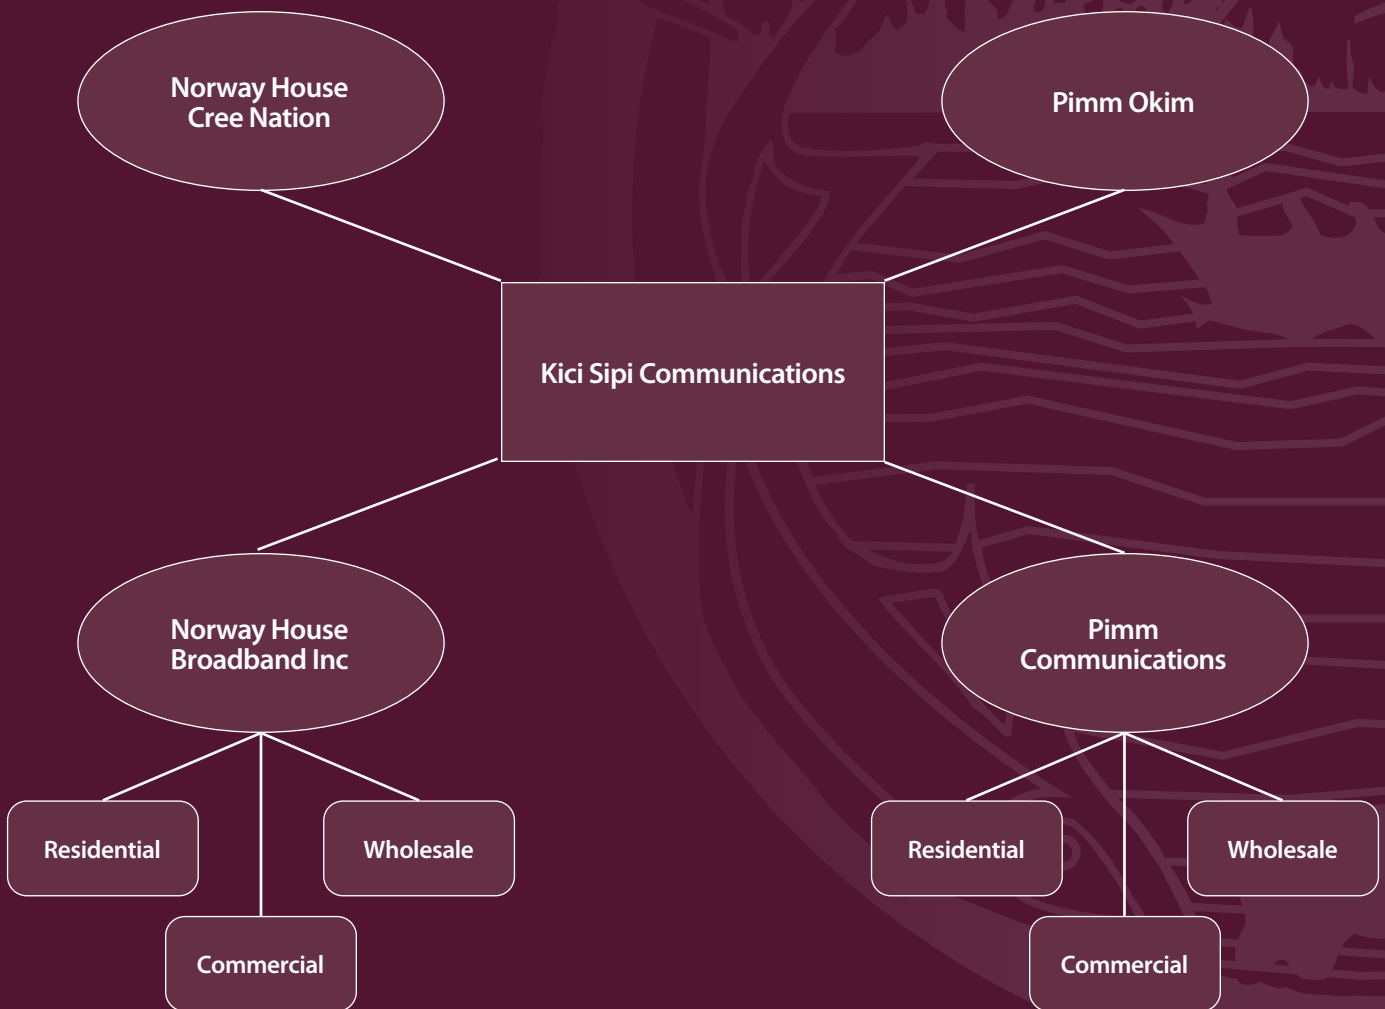 Norway House
Cree Nation
Pimm Okim
Kici Sipi Communications
Norway House
Broadband Inc
Pimm
Communications
Residential
Wholesale
Commercial
Residential
Wholesale
Commercial